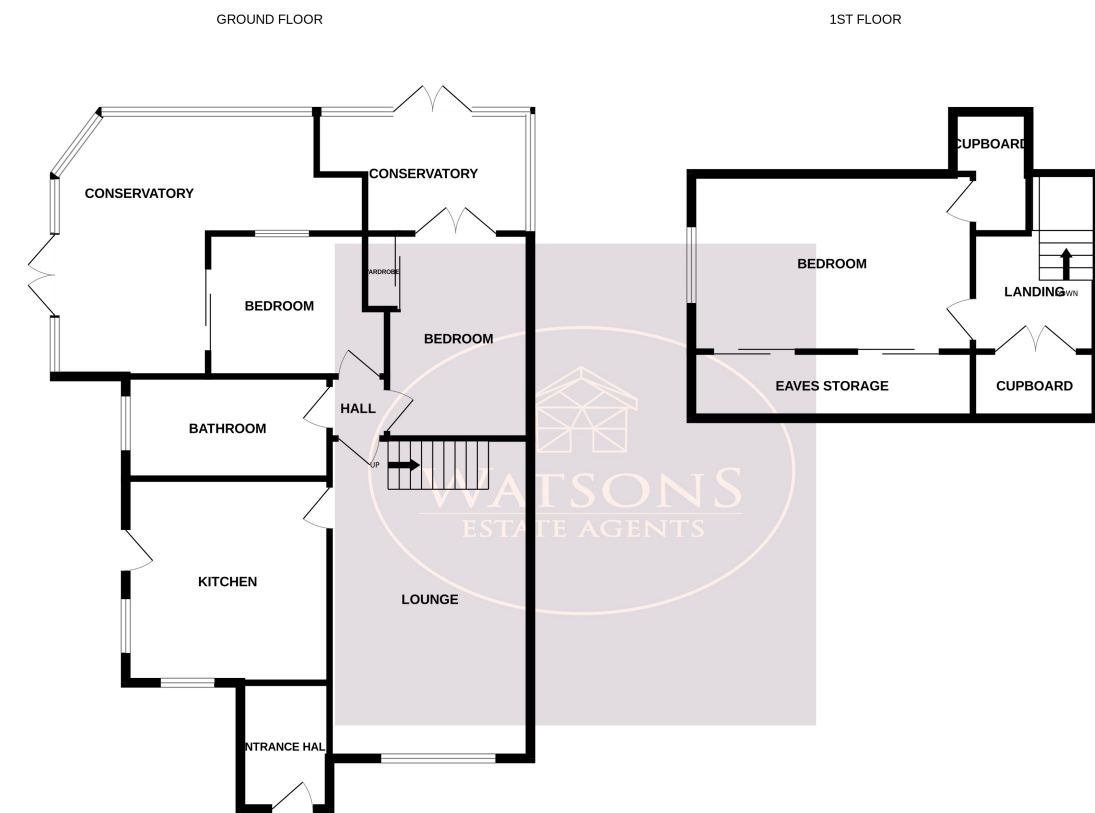 GROUND FLOOR
1ST FLOOR
CUPBOARD
CONSERVATORY
CONSERVATORY
WARDROBE
BEDROOM
BEDROOM
BEDROOM
LANDING
DOWN
EAVES STORAGE
CUPBOARD
HALL
BATHROOM
UP
WATSONS
ESTATE AGENTS
KITCHEN
LOUNGE
ENTRANCE HALL